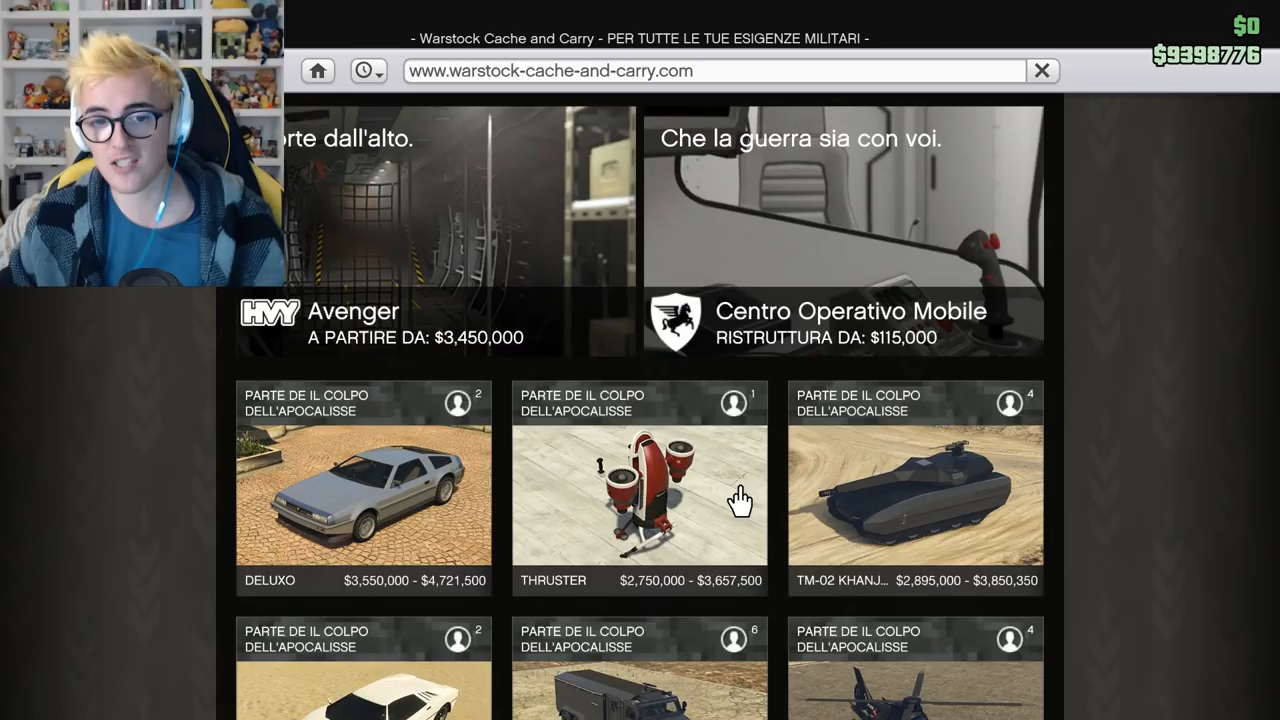 - Warstock Cache and Carry - PER TUTTE LE TUE ESIGENZE MILITARI -
$0
$9398776
www.warstock-cache-and-carry.com
orte dall'alto.
Che la guerra sia con voi.
HVY Avenger
A PARTIRE DA: $3,450,000
Centro Operativo Mobile
RISTRUTTURA DA: $115,000
PARTE DE IL COLPO
DELL'APOCALISSE
2
PARTE DE IL COLPO
DELL'APOCALISSE
1
PARTE DE IL COLPO
DELL'APOCALISSE
4
DELUXO $3,550,000 - $4,721,500
THRUSTER $2,750,000 - $3,657,500
TM-02 KHANJ... $2,895,000 - $3,850,350
PARTE DE IL COLPO
DELL'APOCALISSE
2
PARTE DE IL COLPO
DELL'APOCALISSE
6
PARTE DE IL COLPO
DELL'APOCALISSE
4